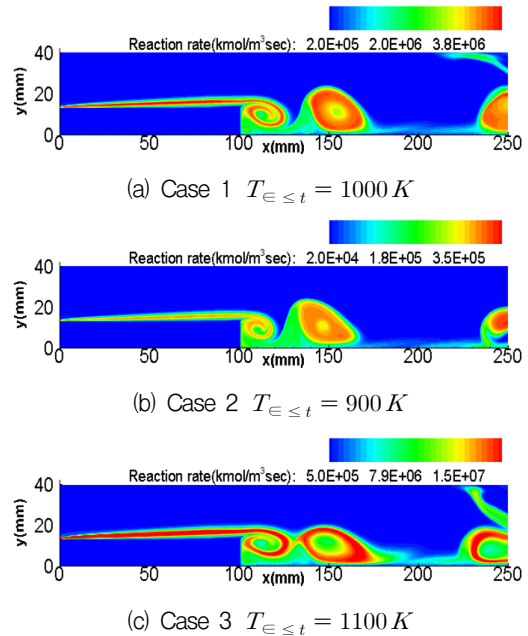 Reaction rate(kmol/m³sec): 2.0E+05 2.0E+06 3.8E+06
40
20
0
y(mm)
0 50 100 150 200 250
x(mm)
(a) Case 1 T∈ ≤ t = 1000 K
Reaction rate(kmol/m³sec): 2.0E+04 1.8E+05 3.5E+05
40
20
0
y(mm)
0 50 100 150 200 250
x(mm)
(b) Case 2 T∈ ≤ t = 900 K
Reaction rate(kmol/m³sec): 5.0E+05 7.9E+06 1.5E+07
40
20
0
y(mm)
0 50 100 150 200 250
x(mm)
(c) Case 3 T∈ ≤ t = 1100 K